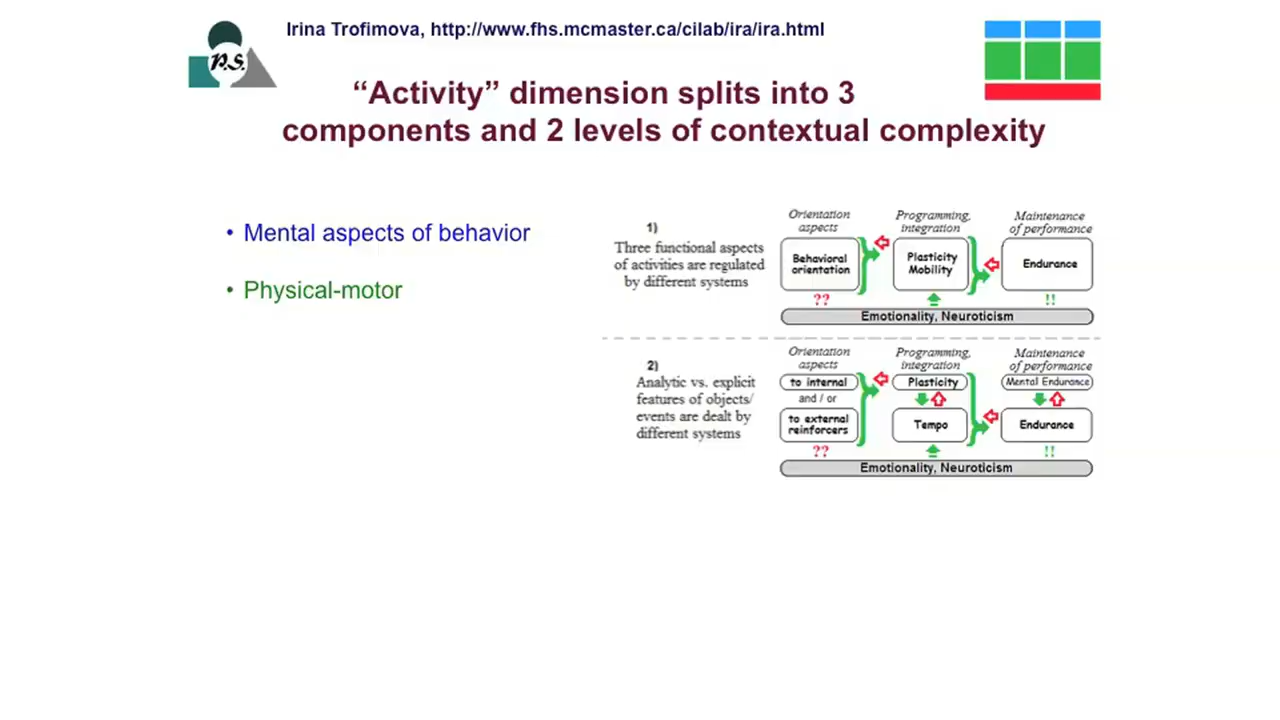 Irina Trofimova, http://www.fhs.mcmaster.ca/cilab/ira/ira.html
P.S.
“Activity” dimension splits into 3
components and 2 levels of contextual complexity
• Mental aspects of behavior
• Physical-motor
1)
Three functional aspects
of activities are regulated
by different systems
Orientation
aspects
Programming,
integration
Maintenance
of performance
Behavioral
orientation
Plasticity
Mobility
Endurance
??
!!
Emotionality, Neuroticism
2)
Analytic vs. explicit
features of objects/
events are dealt by
different systems
Orientation
aspects
Programming,
integration
Maintenance
of performance
to internal
and / or
to external
reinforcers
Plasticity
Tempo
Mental Endurance
Endurance
??
!!
Emotionality, Neuroticism